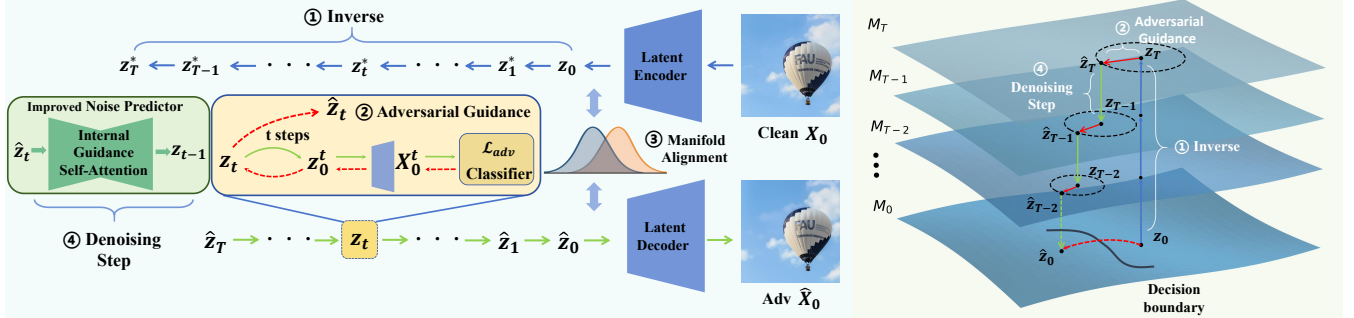 ① Inverse
z*_T ← z*_{T−1} ← · · · ← z*_t ← · · · ← z*_1 ← z_0
Latent
Encoder
FAU
Clean X_0
Improved Noise Predictor
ẑ_t
Internal
Guidance
Self-Attention
z_{t−1}
② Adversarial Guidance
ẑ_t
t steps
z_t
z_0^t
X_0^t
ℒ_adv
Classifier
③ Manifold
Alignment
④ Denoising
Step
ẑ_T → · · · → z_t → · · · → ẑ_1 → ẑ_0
Latent
Decoder
FAU
Adv X̂_0
M_T
② Adversarial
Guidance
ẑ_T
z_T
M_{T−1}
④
Denoising
Step
z_{T−1}
ẑ_{T−1}
M_{T−2}
① Inverse
z_{T−2}
ẑ_{T−2}
M_0
z_0
ẑ_0
Decision
boundary